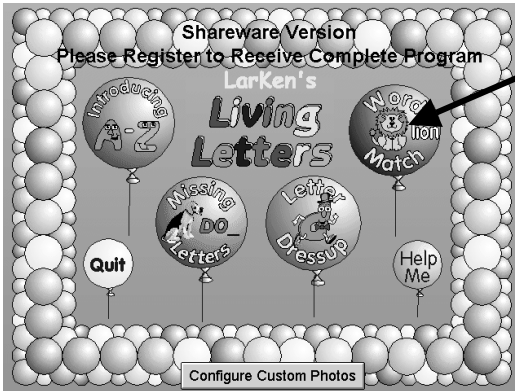 Shareware Version
Please Register to Receive Complete Program
LarKen's
Living
Letters
Introducing
A-Z
Word
lion
Match
Missing
DO_
Letters
Letter
Dressup
Quit
Help
Me
Configure Custom Photos